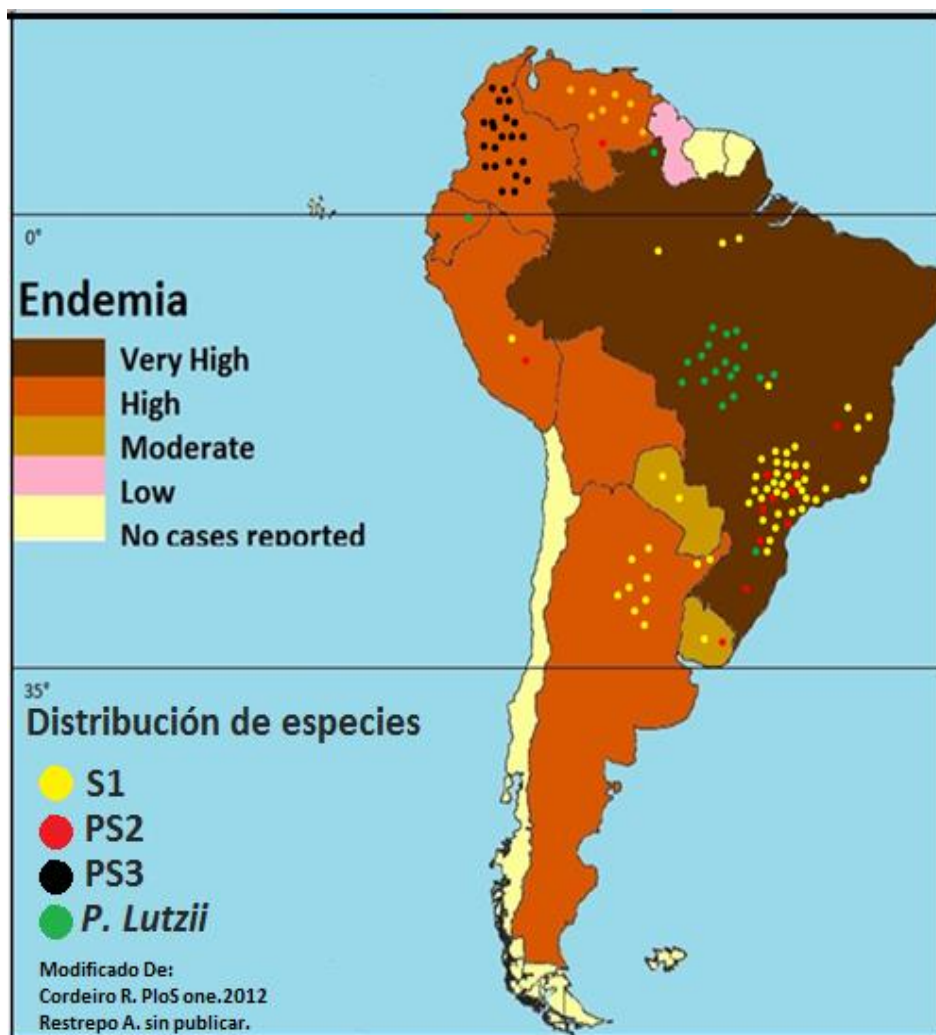 0°
Endemia
Very High
High
Moderate
Low
No cases reported
35°
Distribución de especies
S1
PS2
PS3
P. Lutzii
Modificado De:
Cordeiro R. PloS one.2012
Restrepo A. sin publicar.